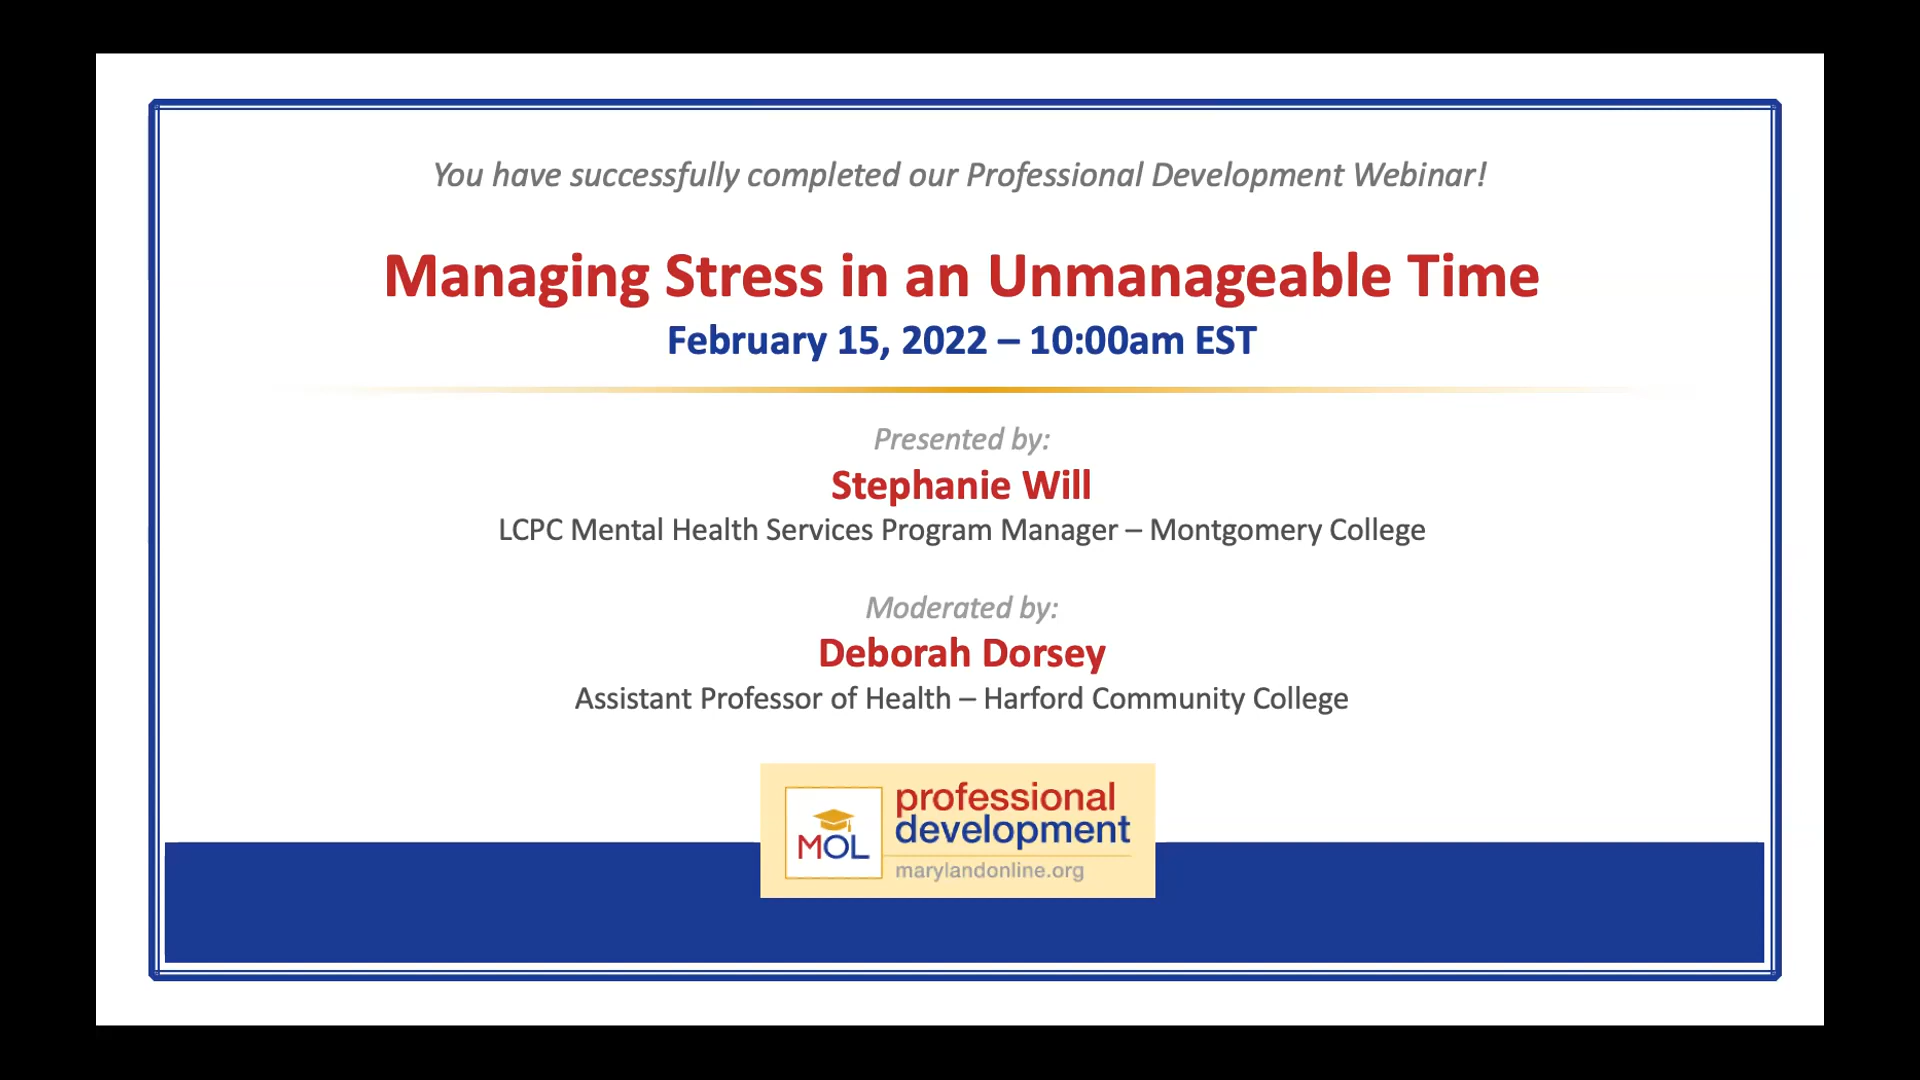 You have successfully completed our Professional Development Webinar!
Managing Stress in an Unmanageable Time
February 15, 2022 – 10:00am EST
Presented by:
Stephanie Will
LCPC Mental Health Services Program Manager – Montgomery College
Moderated by:
Deborah Dorsey
Assistant Professor of Health – Harford Community College
MOL
professional
development
marylandonline.org